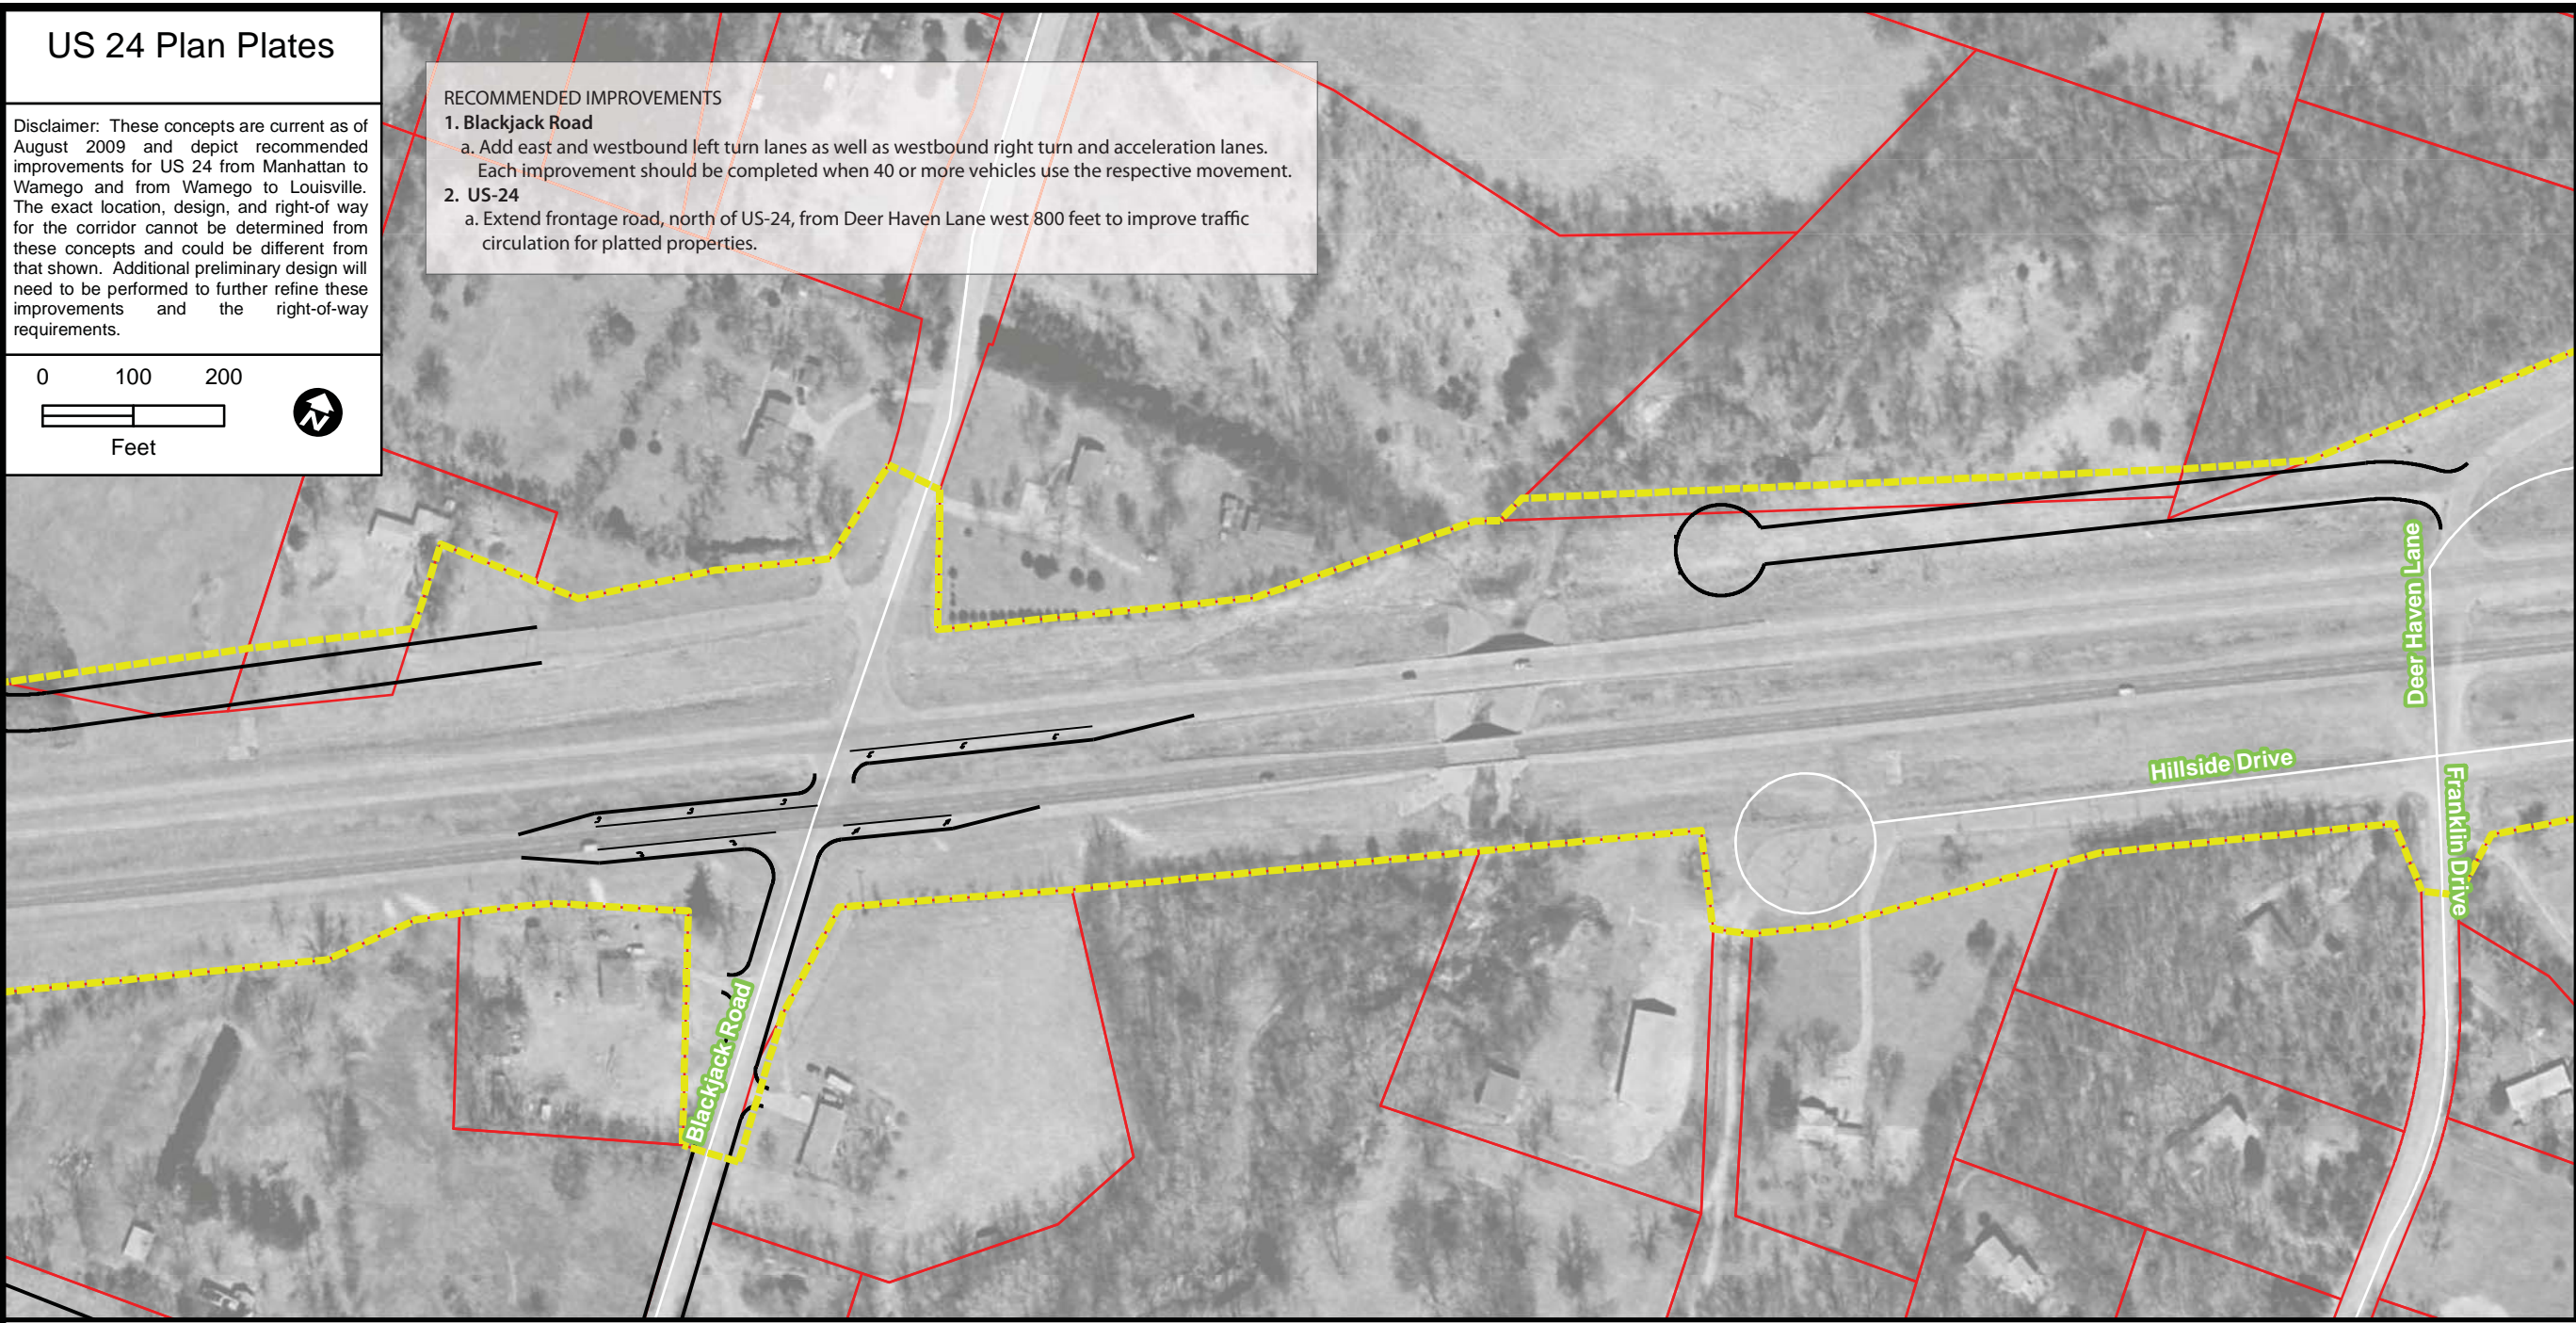 US 24 Plan Plates
Disclaimer: These concepts are current as of
August 2009 and depict recommended
improvements for US 24 from Manhattan to
Wamego and from Wamego to Louisville.
The exact location, design, and right-of way
for the corridor cannot be determined from
these concepts and could be different from
that shown. Additional preliminary design will
need to be performed to further refine these
improvements and the right-of-way
requirements.
0 100 200
Feet
N
RECOMMENDED IMPROVEMENTS
1. Blackjack Road
a. Add east and westbound left turn lanes as well as westbound right turn and acceleration lanes.
Each improvement should be completed when 40 or more vehicles use the respective movement.
2. US-24
a. Extend frontage road, north of US-24, from Deer Haven Lane west 800 feet to improve traffic
circulation for platted properties.
Deer Haven Lane
Hillside Drive
Franklin Drive
Blackjack Road